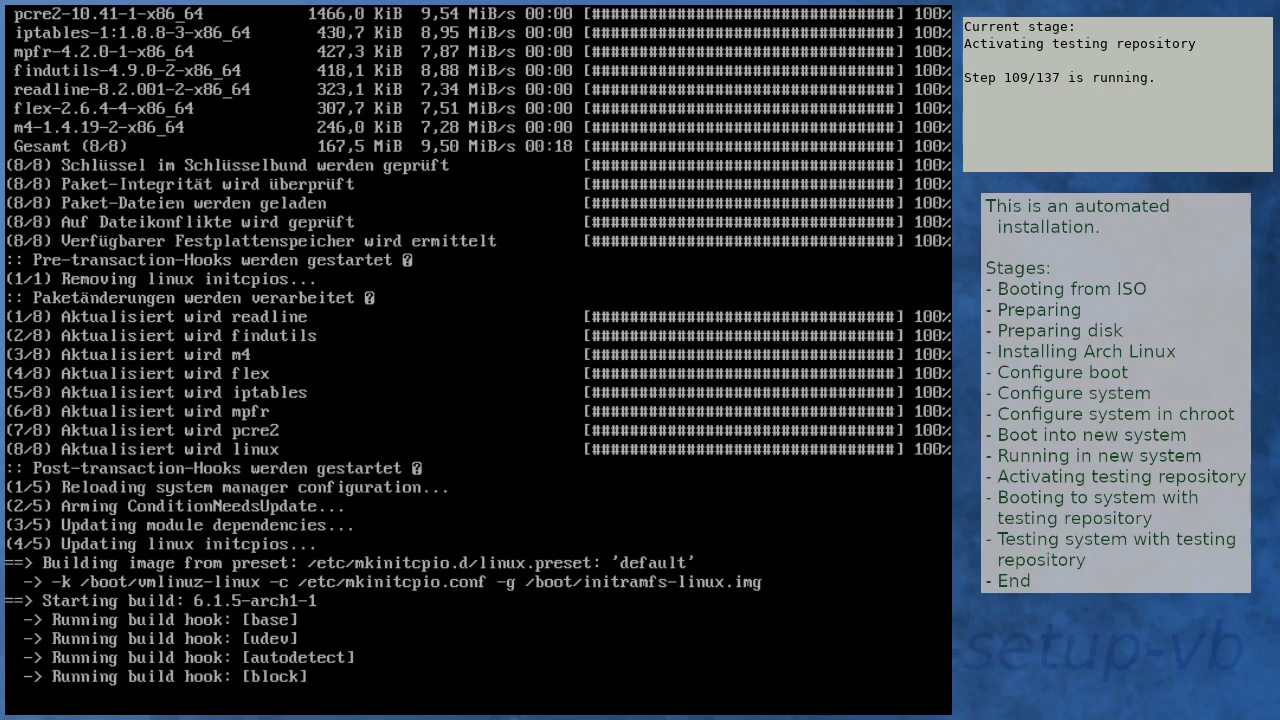 pcre2-10.41-1-x86_64 1466,0 KiB 9,54 MiB/s 00:00 [#################################] 100%
iptables-1:1.8.8-3-x86_64 430,7 KiB 8,95 MiB/s 00:00 [#################################] 100%
mpfr-4.2.0-1-x86_64 427,3 KiB 7,87 MiB/s 00:00 [#################################] 100%
findutils-4.9.0-2-x86_64 418,1 KiB 8,88 MiB/s 00:00 [#################################] 100%
readline-8.2.001-2-x86_64 323,1 KiB 7,34 MiB/s 00:00 [#################################] 100%
flex-2.6.4-4-x86_64 307,7 KiB 7,51 MiB/s 00:00 [#################################] 100%
m4-1.4.19-2-x86_64 246,0 KiB 7,28 MiB/s 00:00 [#################################] 100%
Gesamt (8/8) 167,5 MiB 9,50 MiB/s 00:18 [#################################] 100%
(8/8) Schlüssel im Schlüsselbund werden geprüft [#################################] 100%
(8/8) Paket-Integrität wird überprüft [#################################] 100%
(8/8) Paket-Dateien werden geladen [#################################] 100%
(8/8) Auf Dateikonflikte wird geprüft [#################################] 100%
(8/8) Verfügbarer Festplattenspeicher wird ermittelt [#################################] 100%
:: Pre-transaction-Hooks werden gestartet �
(1/1) Removing linux initcpios...
:: Paketänderungen werden verarbeitet �
(1/8) Aktualisiert wird readline [#################################] 100%
(2/8) Aktualisiert wird findutils [#################################] 100%
(3/8) Aktualisiert wird m4 [#################################] 100%
(4/8) Aktualisiert wird flex [#################################] 100%
(5/8) Aktualisiert wird iptables [#################################] 100%
(6/8) Aktualisiert wird mpfr [#################################] 100%
(7/8) Aktualisiert wird pcre2 [#################################] 100%
(8/8) Aktualisiert wird linux [#################################] 100%
:: Post-transaction-Hooks werden gestartet �
(1/5) Reloading system manager configuration...
(2/5) Arming ConditionNeedsUpdate...
(3/5) Updating module dependencies...
(4/5) Updating linux initcpios...
==> Building image from preset: /etc/mkinitcpio.d/linux.preset: 'default'
-> -k /boot/vmlinuz-linux -c /etc/mkinitcpio.conf -g /boot/initramfs-linux.img
==> Starting build: 6.1.5-arch1-1
-> Running build hook: [base]
-> Running build hook: [udev]
-> Running build hook: [autodetect]
-> Running build hook: [block]
Current stage:
Activating testing repository
Step 109/137 is running.
This is an automated
installation.
Stages:
- Booting from ISO
- Preparing
- Preparing disk
- Installing Arch Linux
- Configure boot
- Configure system
- Configure system in chroot
- Boot into new system
- Running in new system
- Activating testing repository
- Booting to system with
testing repository
- Testing system with testing
repository
- End
setup-vb